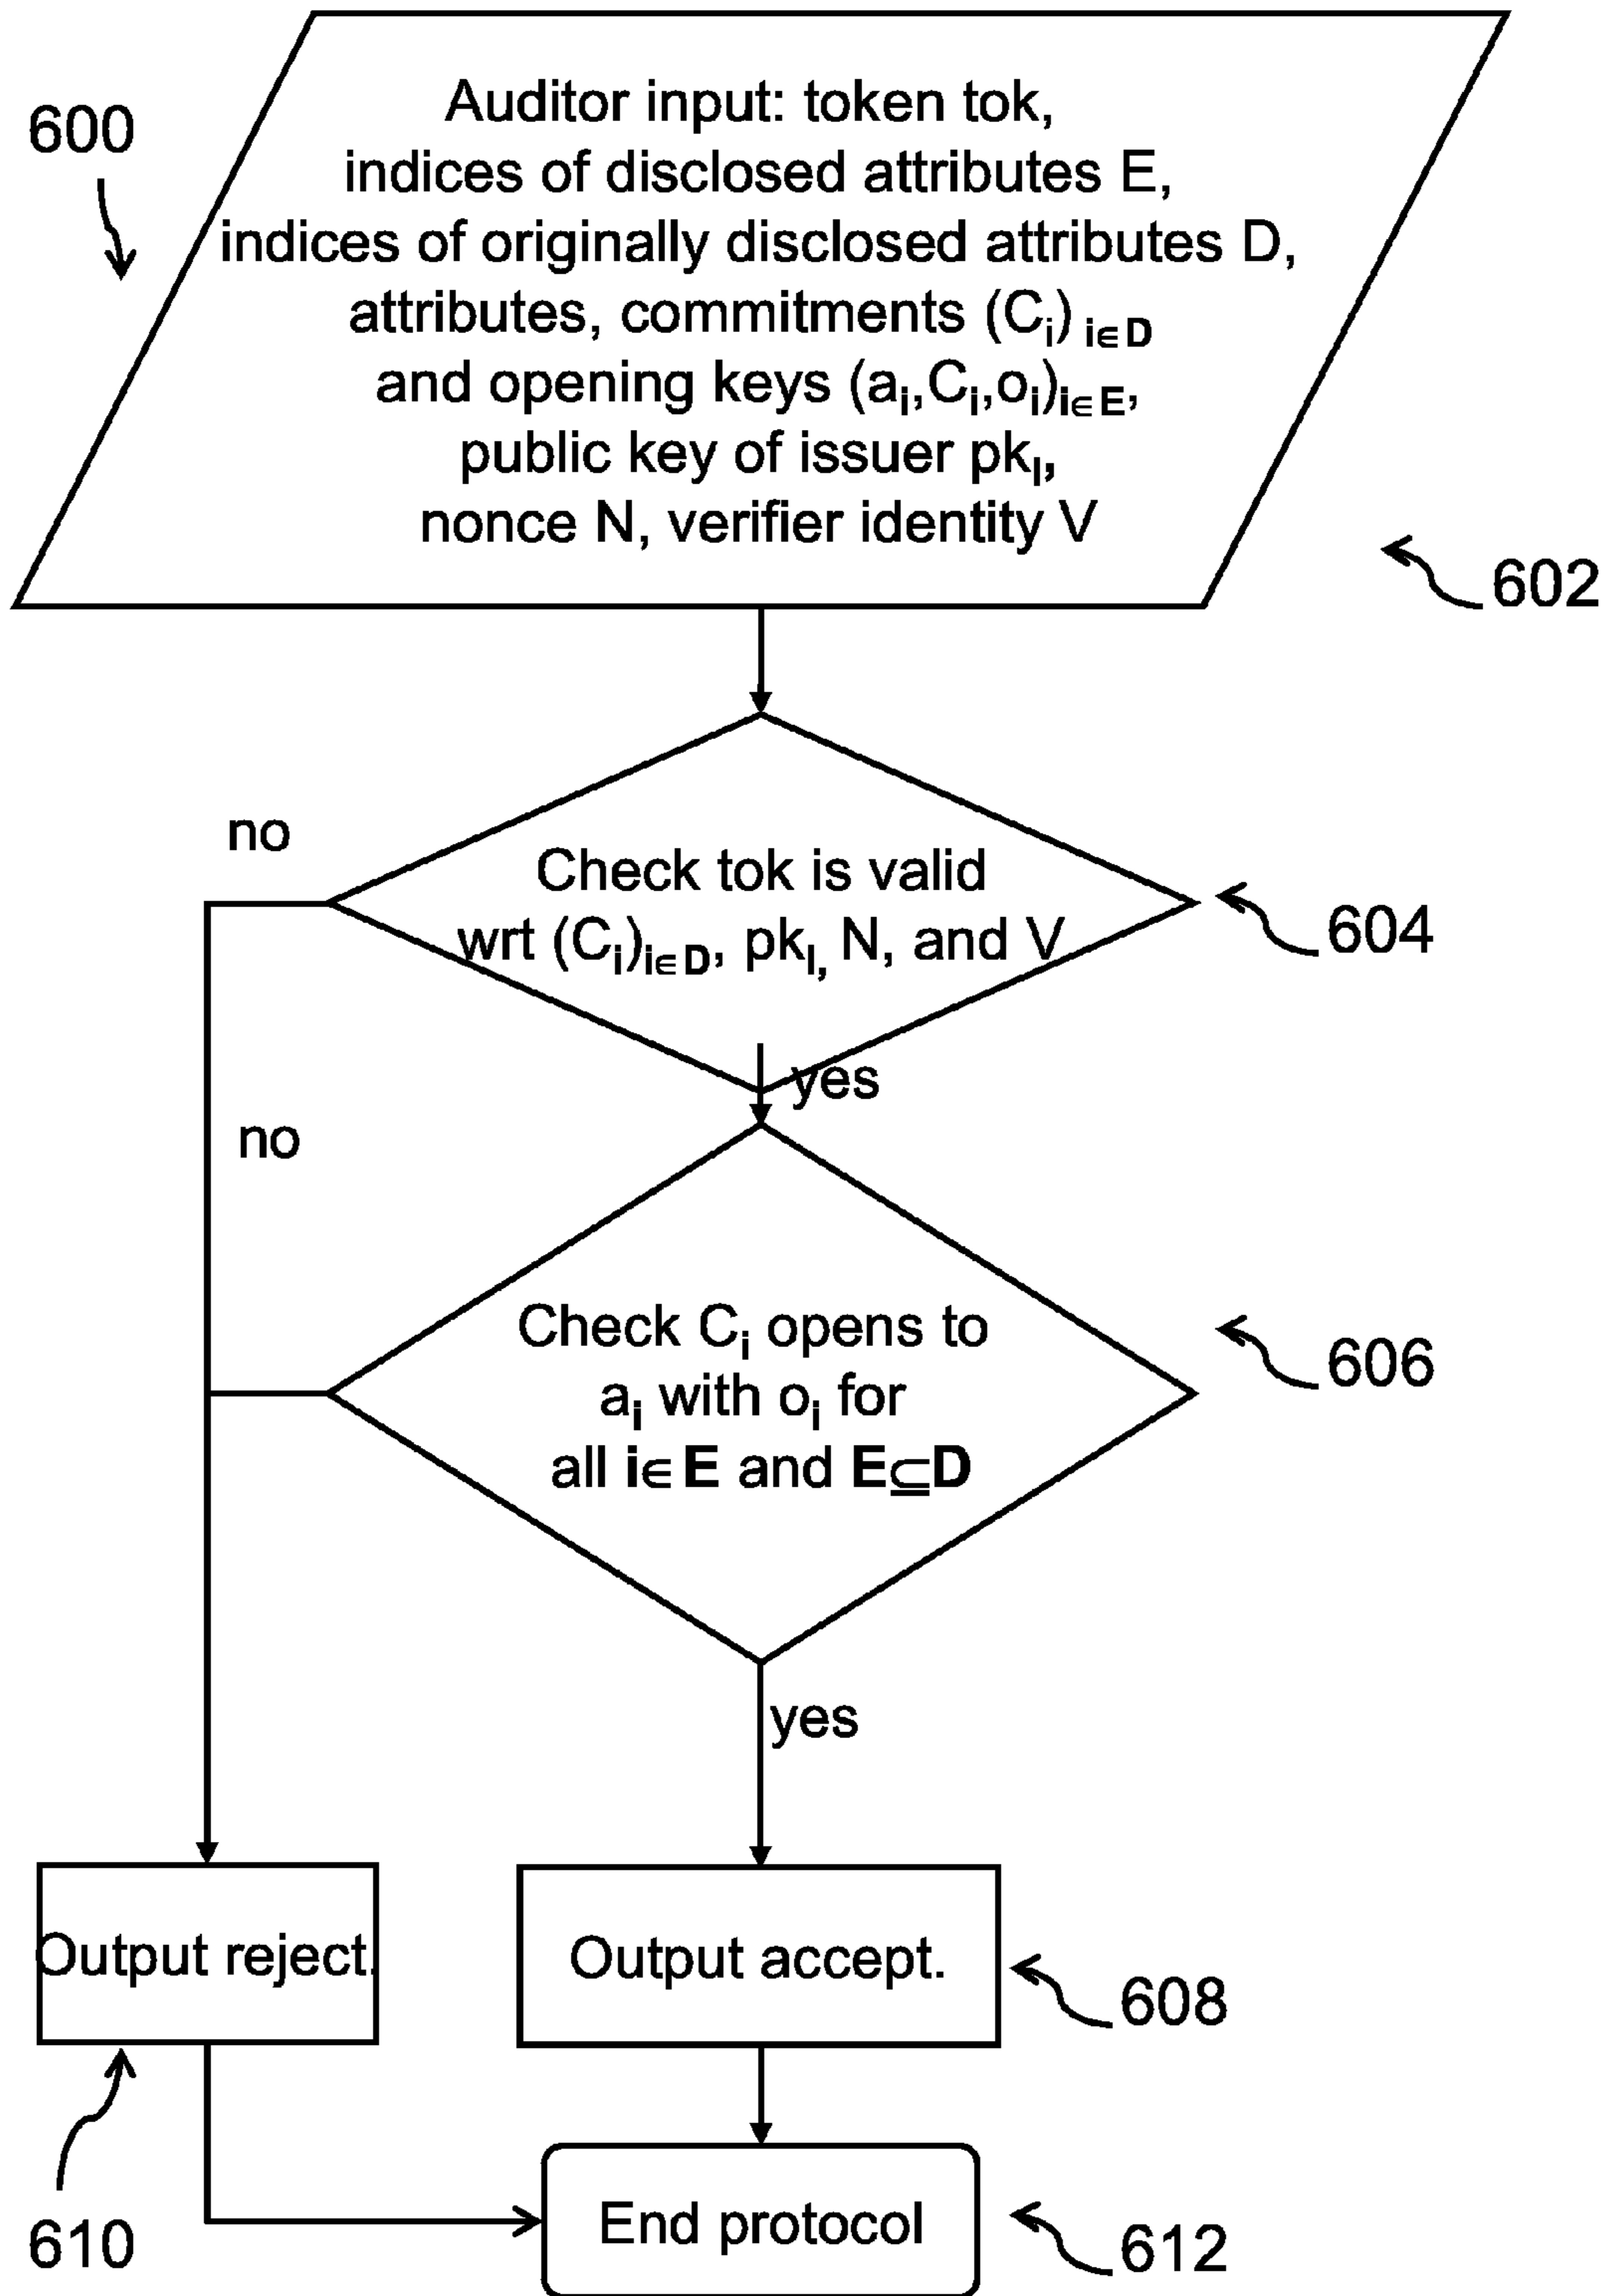 600
Auditor input: token tok,
indices of disclosed attributes E,
indices of originally disclosed attributes D,
attributes, commitments (Cᵢ) i∈D
and opening keys (aᵢ,Cᵢ,oᵢ)i∈E,
public key of issuer pkI,
nonce N, verifier identity V
602
no
Check tok is valid
wrt (Cᵢ)i∈D, pkI, N, and V
604
yes
no
Check Cᵢ opens to
aᵢ with oᵢ for
all i∈E and E⊆D
606
yes
Output reject.
Output accept.
608
610
End protocol
612